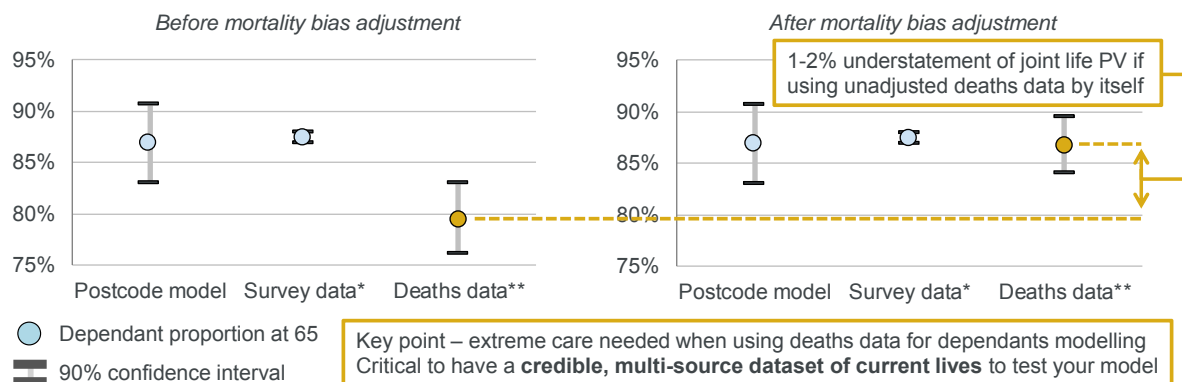 Before mortality bias adjustment
95%
90%
85%
80%
75%
Postcode model Survey data* Deaths data**
After mortality bias adjustment
1-2% understatement of joint life PV if
using unadjusted deaths data by itself
95%
90%
85%
80%
75%
Postcode model Survey data* Deaths data**
Dependant proportion at 65
90% confidence interval
Key point – extreme care needed when using deaths data for dependants modelling
Critical to have a credible, multi-source dataset of current lives to test your model